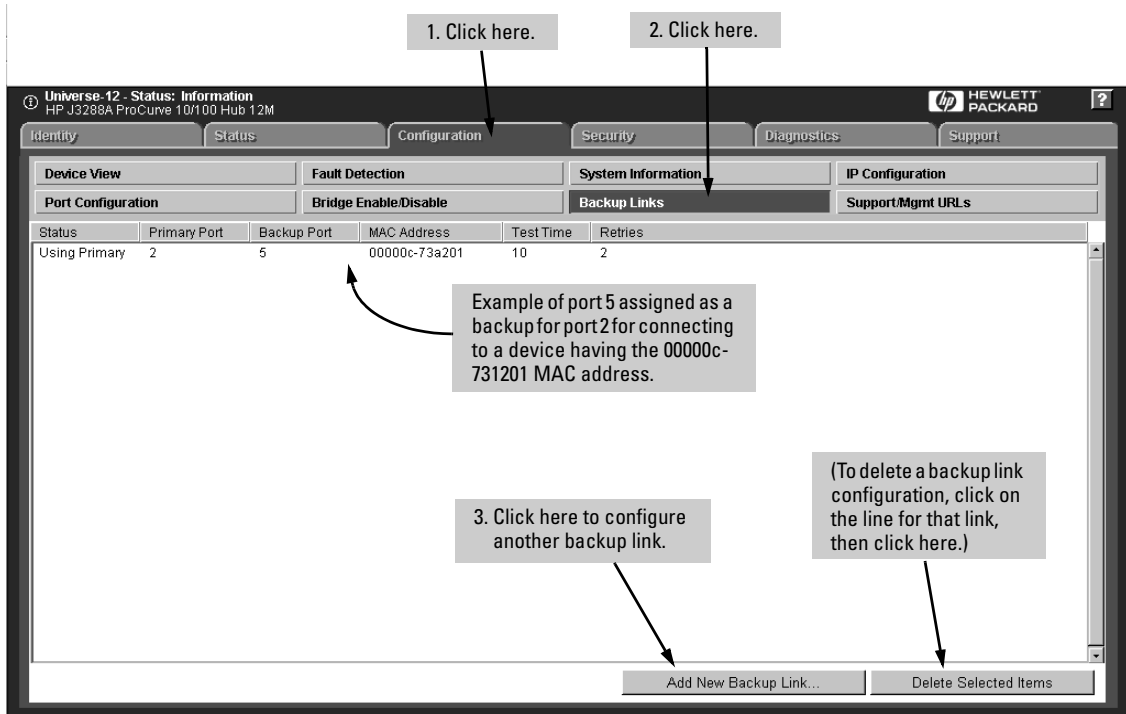 1. Click here.
2. Click here.
Universe-12 - Status: Information
HP J3288A ProCurve 10/100 Hub 12M
hp HEWLETT PACKARD
?
Identity Status Configuration Security Diagnostics Support
Device View Fault Detection System Information IP Configuration
Port Configuration Bridge Enable/Disable Backup Links Support/Mgmt URLs
Status Primary Port Backup Port MAC Address Test Time Retries
Using Primary 2 5 00000c-73a201 10 2
Example of port 5 assigned as a
backup for port 2 for connecting
to a device having the 00000c-
731201 MAC address.
(To delete a backup link
configuration, click on
the line for that link,
then click here.)
3. Click here to configure
another backup link.
Add New Backup Link...
Delete Selected Items